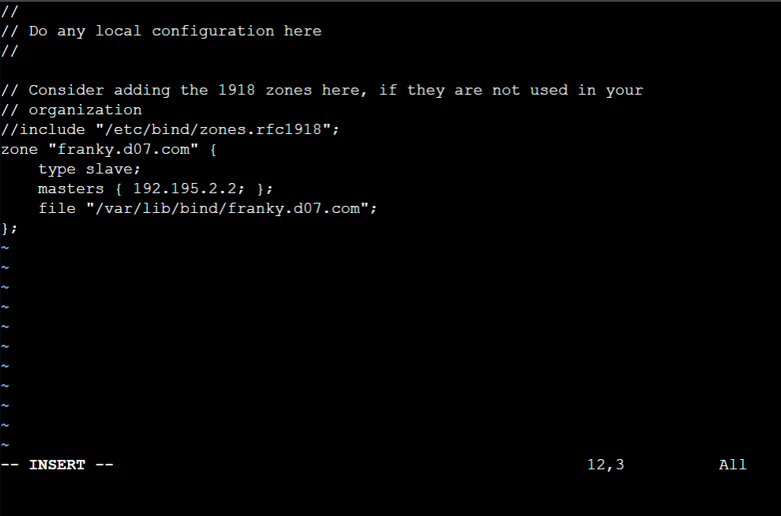 //
// Do any local configuration here
//

// Consider adding the 1918 zones here, if they are not used in your
// organization
//include "/etc/bind/zones.rfc1918";
zone "franky.d07.com" {
    type slave;
    masters { 192.195.2.2; };
    file "/var/lib/bind/franky.d07.com";
};
~
~
~
~
~
~
~
~
~
~
~
-- INSERT -- 12,3 All